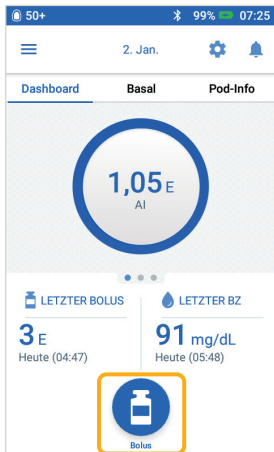 50+ 99% 07:25
2. Jan.
Dashboard Basal Pod-Info
1,05 E
AI
LETZTER BOLUS LETZTER BZ
3 E 91 mg/dL
Heute (04:47) Heute (05:48)
Bolus